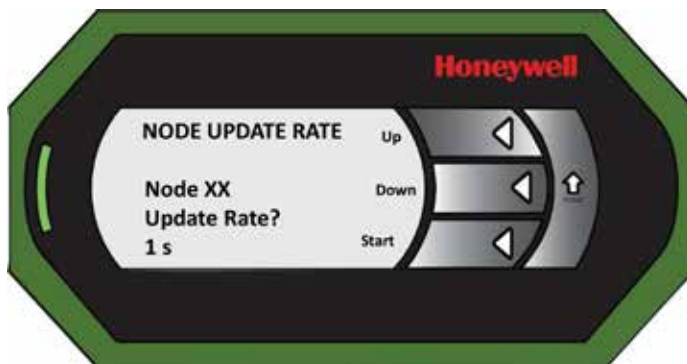 Honeywell
NODE UPDATE RATE
Up
Node XX
Down
Update Rate?
1 s
Start